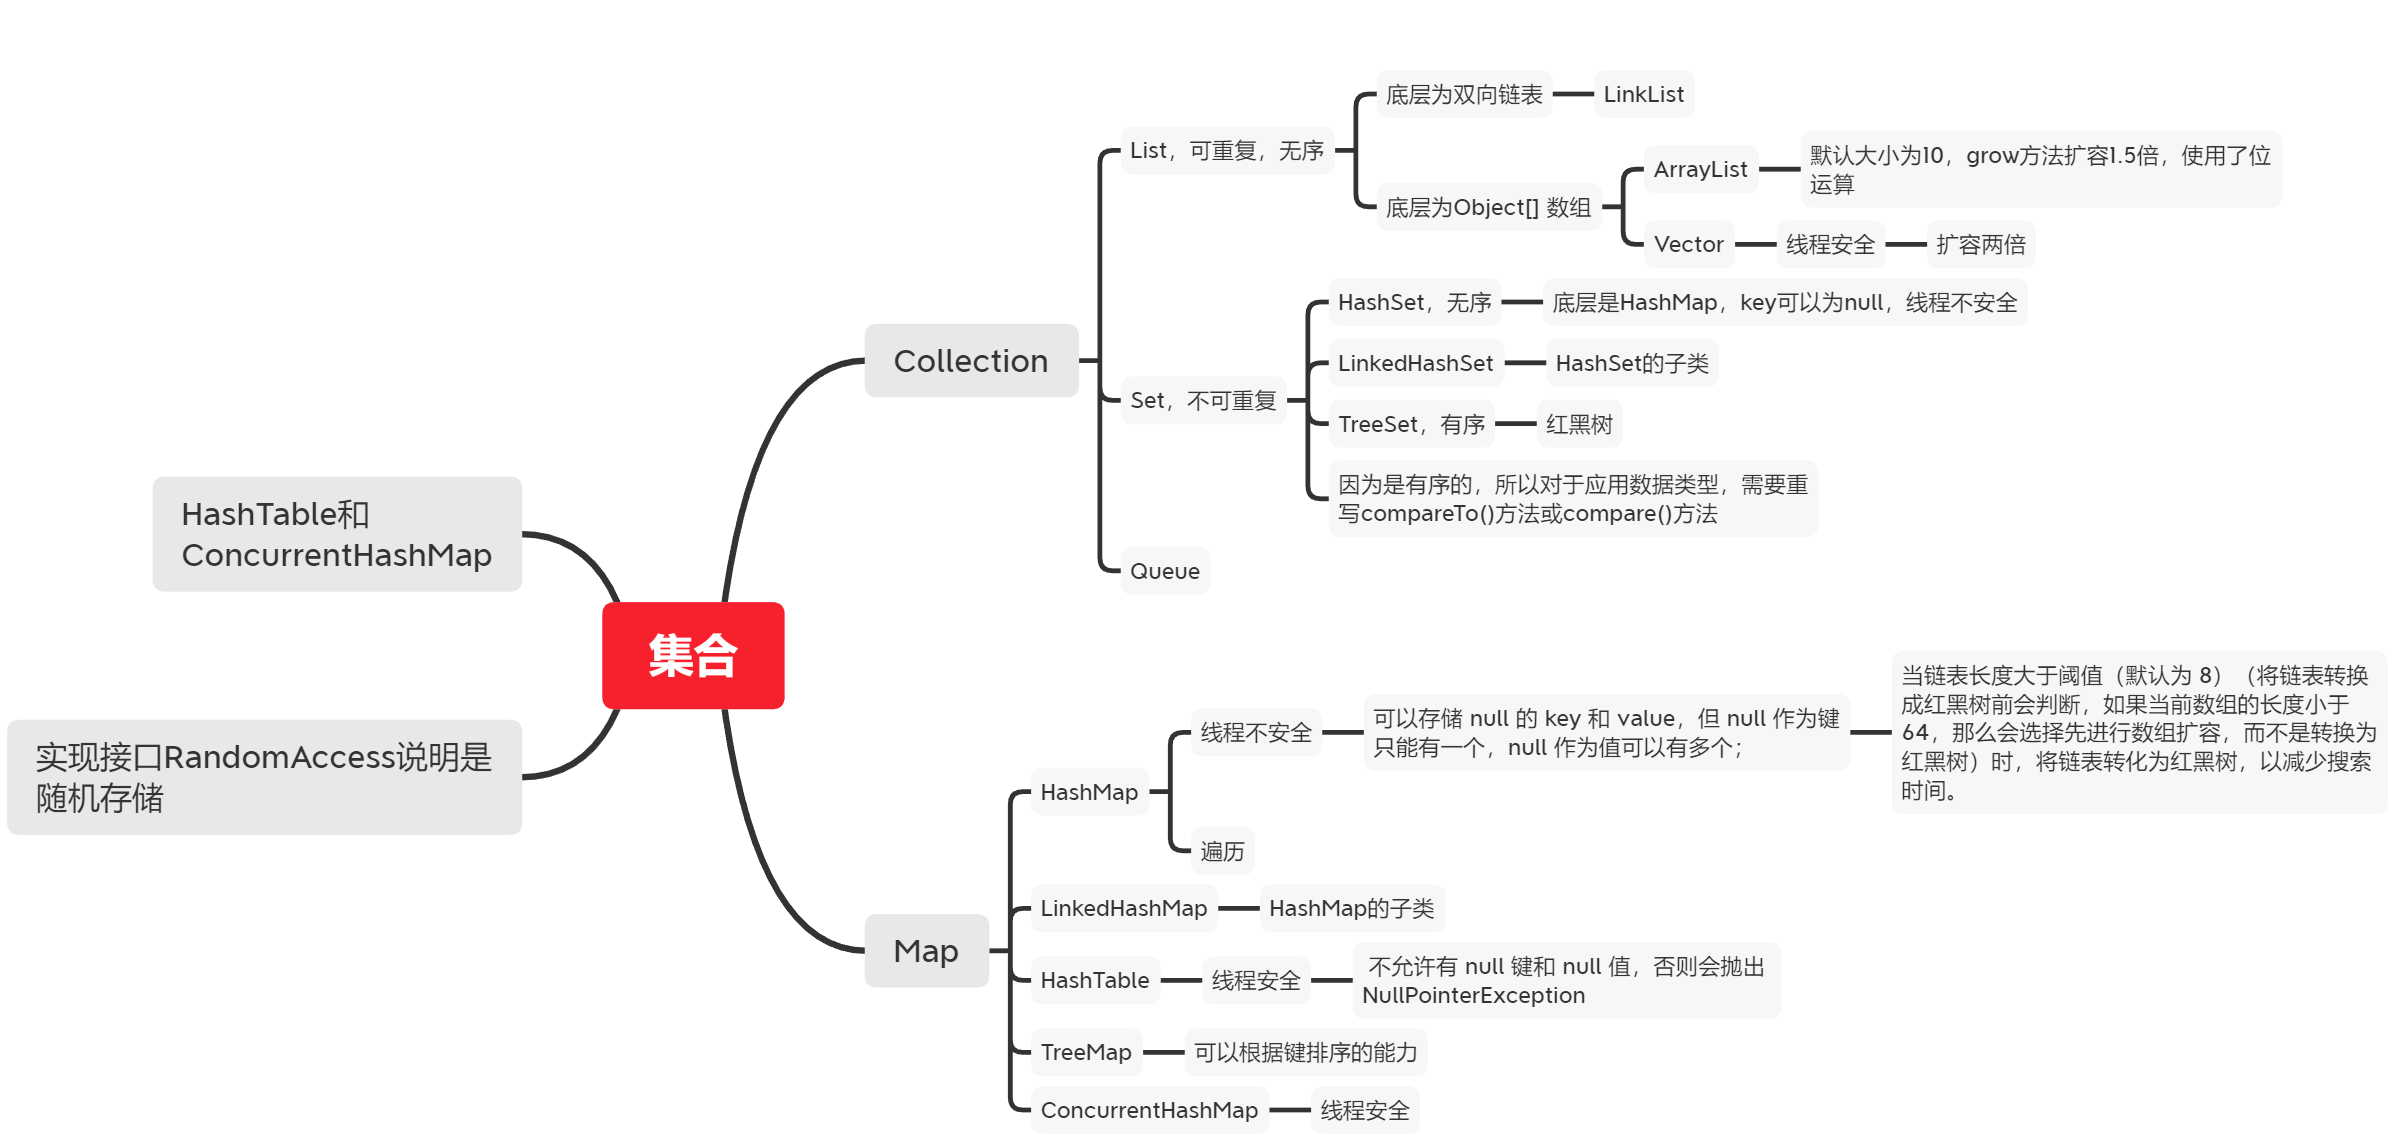 集合
Collection
List，可重复，无序
底层为双向链表
LinkList
底层为Object[] 数组
ArrayList
默认大小为10，grow方法扩容1.5倍，使用了位
运算
Vector
线程安全
扩容两倍
Set，不可重复
HashSet，无序
底层是HashMap，key可以为null，线程不安全
LinkedHashSet
HashSet的子类
TreeSet，有序
红黑树
因为是有序的，所以对于应用数据类型，需要重
写compareTo()方法或compare()方法
Queue
Map
HashMap
线程不安全
可以存储 null 的 key 和 value，但 null 作为键
只能有一个，null 作为值可以有多个；
当链表长度大于阈值（默认为 8）（将链表转换
成红黑树前会判断，如果当前数组的长度小于
64，那么会选择先进行数组扩容，而不是转换为
红黑树）时，将链表转化为红黑树，以减少搜索
时间。
遍历
LinkedHashMap
HashMap的子类
HashTable
线程安全
不允许有 null 键和 null 值，否则会抛出
NullPointerException
TreeMap
可以根据键排序的能力
ConcurrentHashMap
线程安全
HashTable和
ConcurrentHashMap
实现接口RandomAccess说明是
随机存储